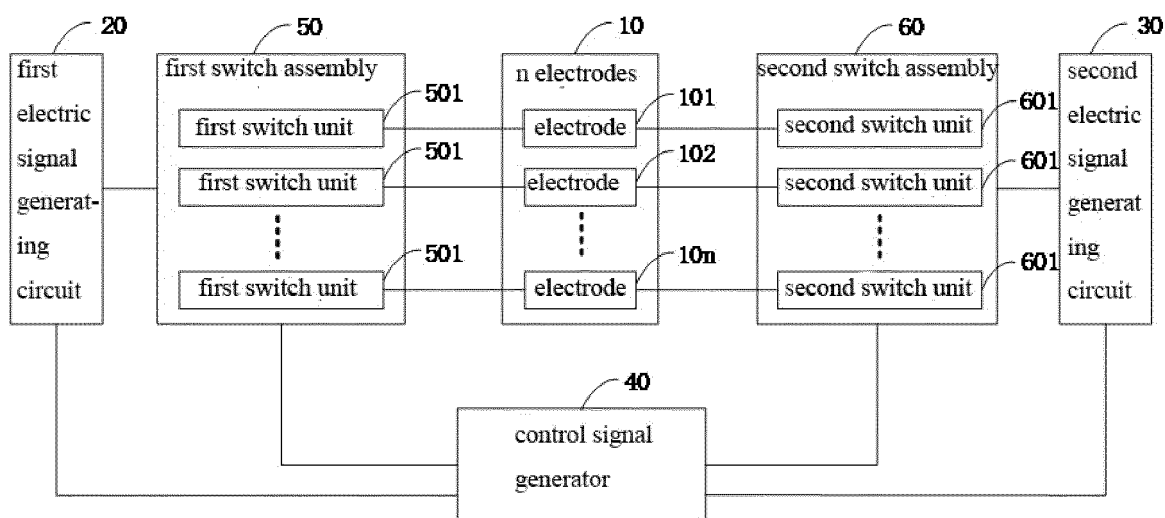 20
50
10
60
30
first
electric
signal
generat-
ing
circuit
first switch assembly
501
first switch unit
501
first switch unit
501
first switch unit
n electrodes
101
electrode
102
electrode
10n
electrode
second switch assembly
601
second switch unit
601
second switch unit
601
second switch unit
second
electric
signal
generat
ing
circuit
40
control signal
generator